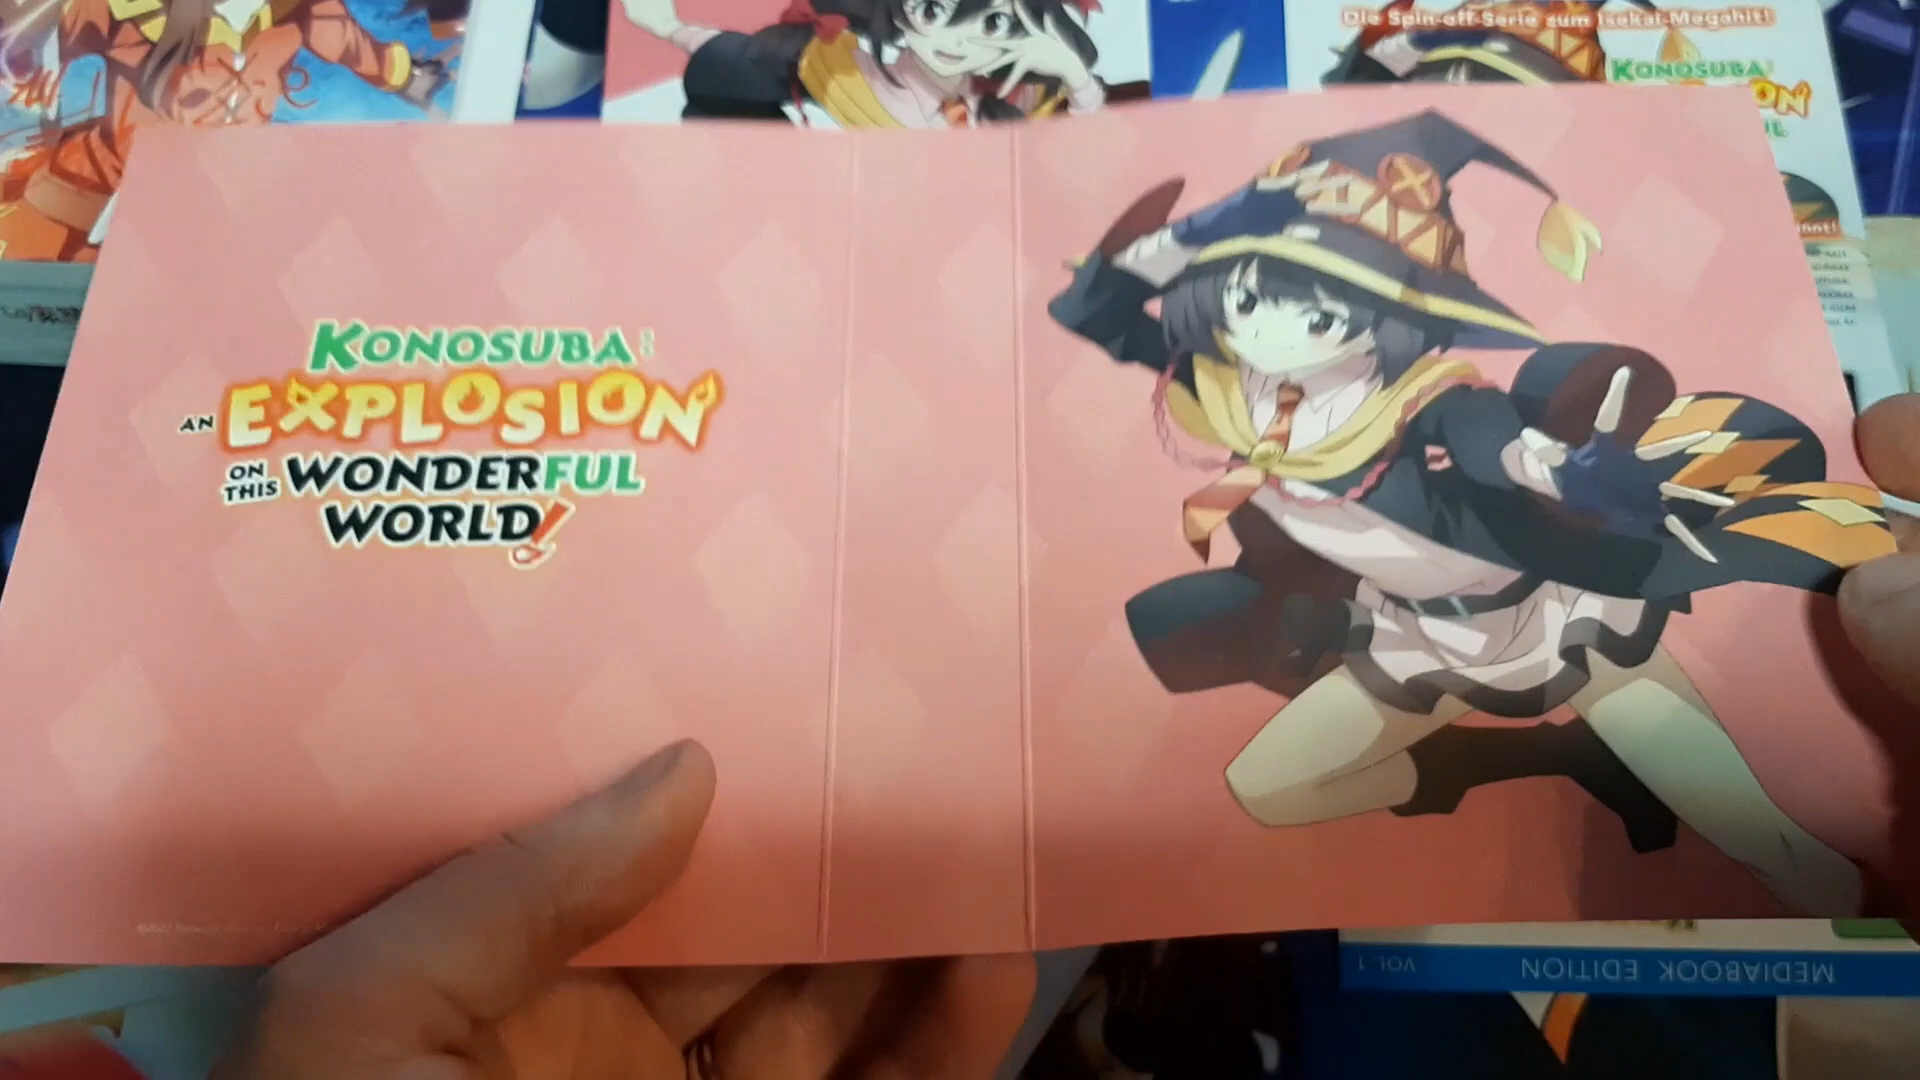 Die Spin-off-Serie zum Isekai-Megahit!
KONOSUBA:
KONOSUBA:
AN EXPLOSION
ON THIS WONDERFUL
WORLD!
MEDIABOOK EDITION VOL. 1